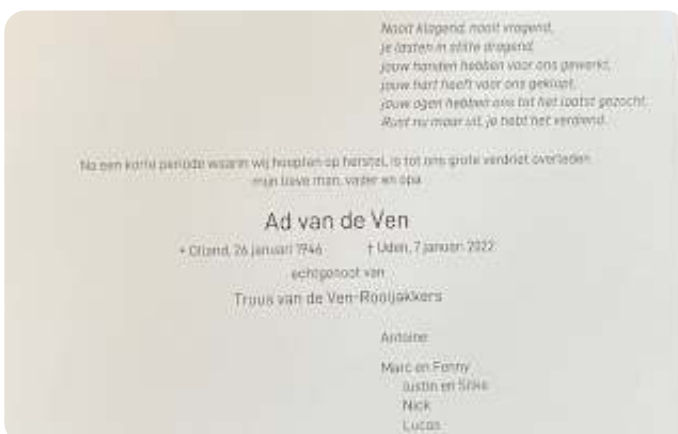 Nooit klagend, nooit vragend,
je lasten in stilte dragend,
jouw handen hebben voor ons gewerkt,
jouw hart heeft voor ons geklopt,
jouw ogen hebben ons tot het laatst gezocht.
Rust nu maar uit, je hebt het verdiend.
Na een korte periode waarin wij hoopten op herstel, is tot ons grote verdriet overleden
mijn lieve man, vader en opa
Ad van de Ven
* Olland, 26 januari 1946 † Uden, 7 januari 2022
echtgenoot van
Truus van de Ven-Rooijakkers
Antoine
Marc en Fanny
Justin en
Nick
Lucas